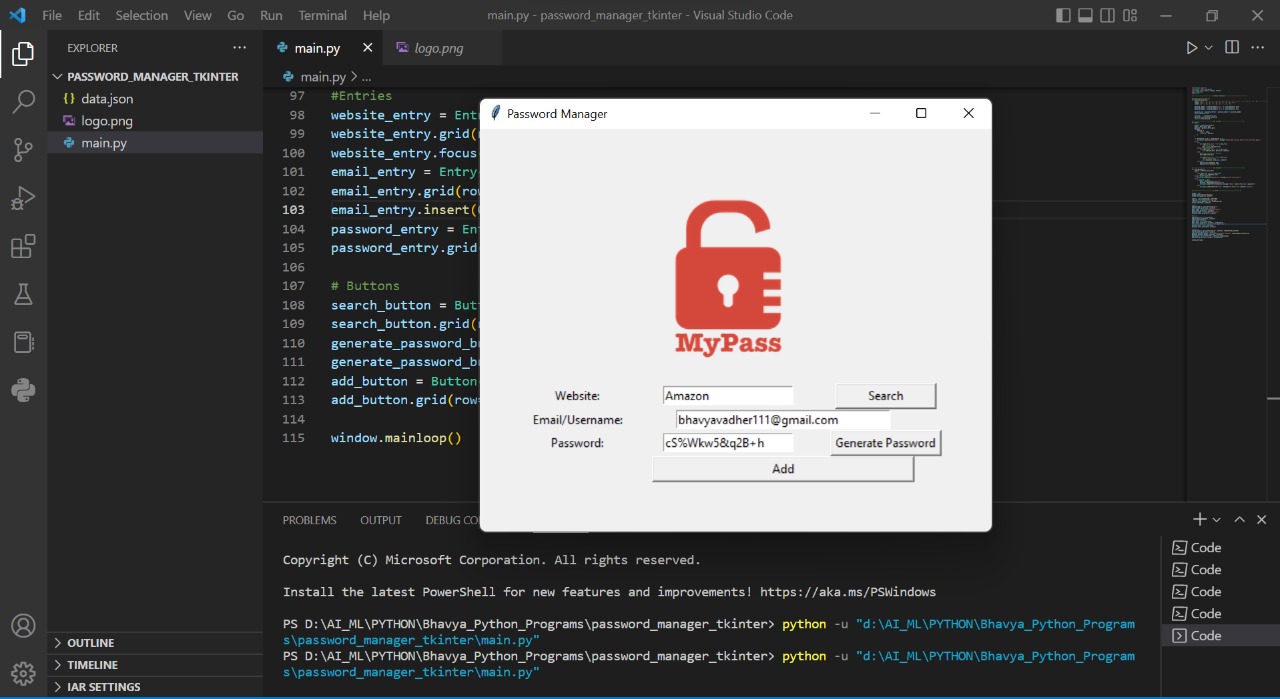 File Edit Selection View Go Run Terminal Help main.py - password_manager_tkinter - Visual Studio Code
EXPLORER
PASSWORD_MANAGER_TKINTER
{} data.json
logo.png
main.py
OUTLINE
TIMELINE
IAR SETTINGS
main.py logo.png
main.py > ...
97 #Entries
98 website_entry = Ent
99 website_entry.grid(
100 website_entry.focus
101 email_entry = Entry
102 email_entry.grid(row
103 email_entry.insert(
104 password_entry = En
105 password_entry.grid
106
107 # Buttons
108 search_button = But
109 search_button.grid(
110 generate_password_b
111 generate_password_b
112 add_button = Button
113 add_button.grid(row
114
115 window.mainloop()
Password Manager
MyPass
Website: Amazon Search
Email/Username: bhavyavadher111@gmail.com
Password: cS%Wkw5&q2B+h Generate Password
Add
PROBLEMS OUTPUT DEBUG CO
Copyright (C) Microsoft Corporation. All rights reserved.
Install the latest PowerShell for new features and improvements! https://aka.ms/PSWindows
PS D:\AI_ML\PYTHON\Bhavya_Python_Programs\password_manager_tkinter> python -u "d:\AI_ML\PYTHON\Bhavya_Python_Program
s\password_manager_tkinter\main.py"
PS D:\AI_ML\PYTHON\Bhavya_Python_Programs\password_manager_tkinter> python -u "d:\AI_ML\PYTHON\Bhavya_Python_Program
s\password_manager_tkinter\main.py"
Code
Code
Code
Code
Code